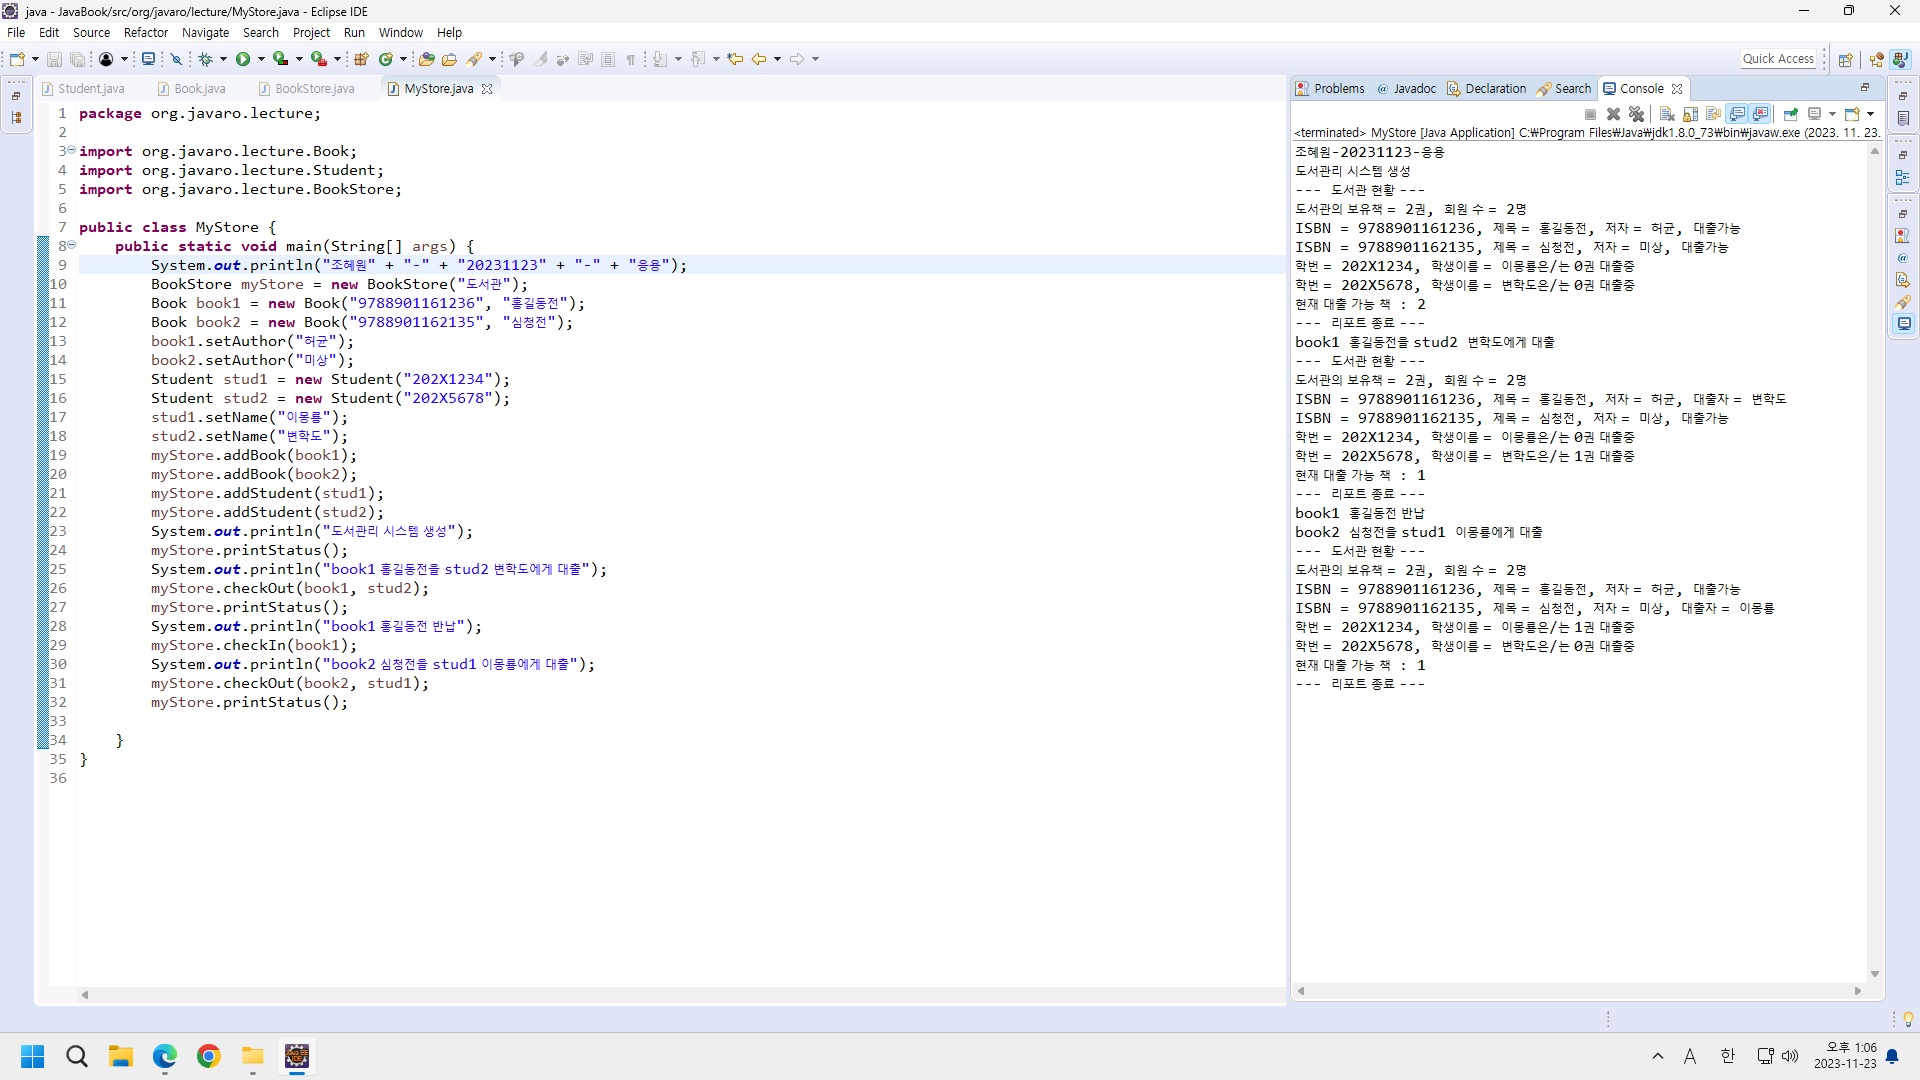 java - JavaBook/src/org/javaro/lecture/MyStore.java - Eclipse IDE
File Edit Source Refactor Navigate Search Project Run Window Help
Quick Access
Student.java Book.java BookStore.java MyStore.java
1 package org.javaro.lecture;
2
3 import org.javaro.lecture.Book;
4 import org.javaro.lecture.Student;
5 import org.javaro.lecture.BookStore;
6
7 public class MyStore {
8 public static void main(String[] args) {
9 System.out.println("조혜원" + "-" + "20231123" + "-" + "응용");
10 BookStore myStore = new BookStore("도서관");
11 Book book1 = new Book("9788901161236", "홍길동전");
12 Book book2 = new Book("9788901162135", "심청전");
13 book1.setAuthor("허균");
14 book2.setAuthor("미상");
15 Student stud1 = new Student("202X1234");
16 Student stud2 = new Student("202X5678");
17 stud1.setName("이몽룡");
18 stud2.setName("변학도");
19 myStore.addBook(book1);
20 myStore.addBook(book2);
21 myStore.addStudent(stud1);
22 myStore.addStudent(stud2);
23 System.out.println("도서관리 시스템 생성");
24 myStore.printStatus();
25 System.out.println("book1 홍길동전을 stud2 변학도에게 대출");
26 myStore.checkOut(book1, stud2);
27 myStore.printStatus();
28 System.out.println("book1 홍길동전 반납");
29 myStore.checkIn(book1);
30 System.out.println("book2 심청전을 stud1 이몽룡에게 대출");
31 myStore.checkOut(book2, stud1);
32 myStore.printStatus();
33
34 }
35 }
36
Problems @ Javadoc Declaration Search Console
<terminated> MyStore [Java Application] C:₩Program Files₩Java₩jdk1.8.0_73₩bin₩javaw.exe (2023. 11. 23.
조혜원-20231123-응용
도서관리 시스템 생성
--- 도서관 현황 ---
도서관의 보유책 = 2권, 회원 수 = 2명
ISBN = 9788901161236, 제목 = 홍길동전, 저자 = 허균, 대출가능
ISBN = 9788901162135, 제목 = 심청전, 저자 = 미상, 대출가능
학번 = 202X1234, 학생이름 = 이몽룡은/는 0권 대출중
학번 = 202X5678, 학생이름 = 변학도은/는 0권 대출중
현재 대출 가능 책 : 2
--- 리포트 종료 ---
book1 홍길동전을 stud2 변학도에게 대출
--- 도서관 현황 ---
도서관의 보유책 = 2권, 회원 수 = 2명
ISBN = 9788901161236, 제목 = 홍길동전, 저자 = 허균, 대출자 = 변학도
ISBN = 9788901162135, 제목 = 심청전, 저자 = 미상, 대출가능
학번 = 202X1234, 학생이름 = 이몽룡은/는 0권 대출중
학번 = 202X5678, 학생이름 = 변학도은/는 1권 대출중
현재 대출 가능 책 : 1
--- 리포트 종료 ---
book1 홍길동전 반납
book2 심청전을 stud1 이몽룡에게 대출
--- 도서관 현황 ---
도서관의 보유책 = 2권, 회원 수 = 2명
ISBN = 9788901161236, 제목 = 홍길동전, 저자 = 허균, 대출가능
ISBN = 9788901162135, 제목 = 심청전, 저자 = 미상, 대출자 = 이몽룡
학번 = 202X1234, 학생이름 = 이몽룡은/는 1권 대출중
학번 = 202X5678, 학생이름 = 변학도은/는 0권 대출중
현재 대출 가능 책 : 1
--- 리포트 종료 ---
A 한
오후 1:06
2023-11-23